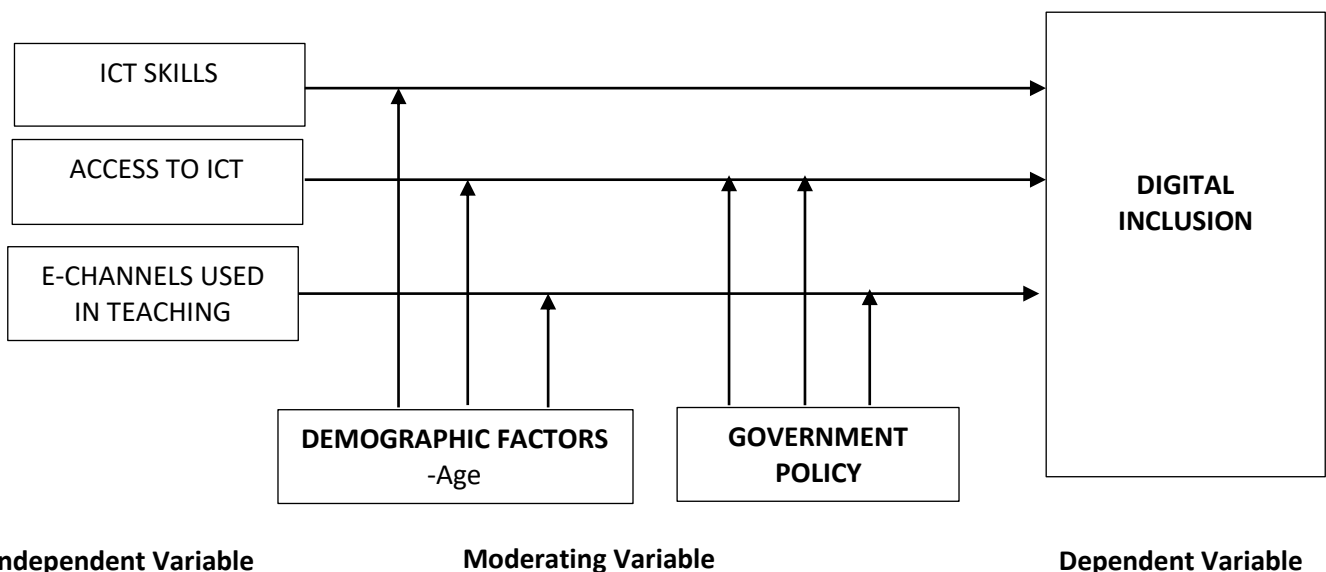 ICT SKILLS
ACCESS TO ICT
E-CHANNELS USED
IN TEACHING
DIGITAL
INCLUSION
DEMOGRAPHIC FACTORS
-Age
GOVERNMENT
POLICY
ndependent Variable
Moderating Variable
Dependent Variable